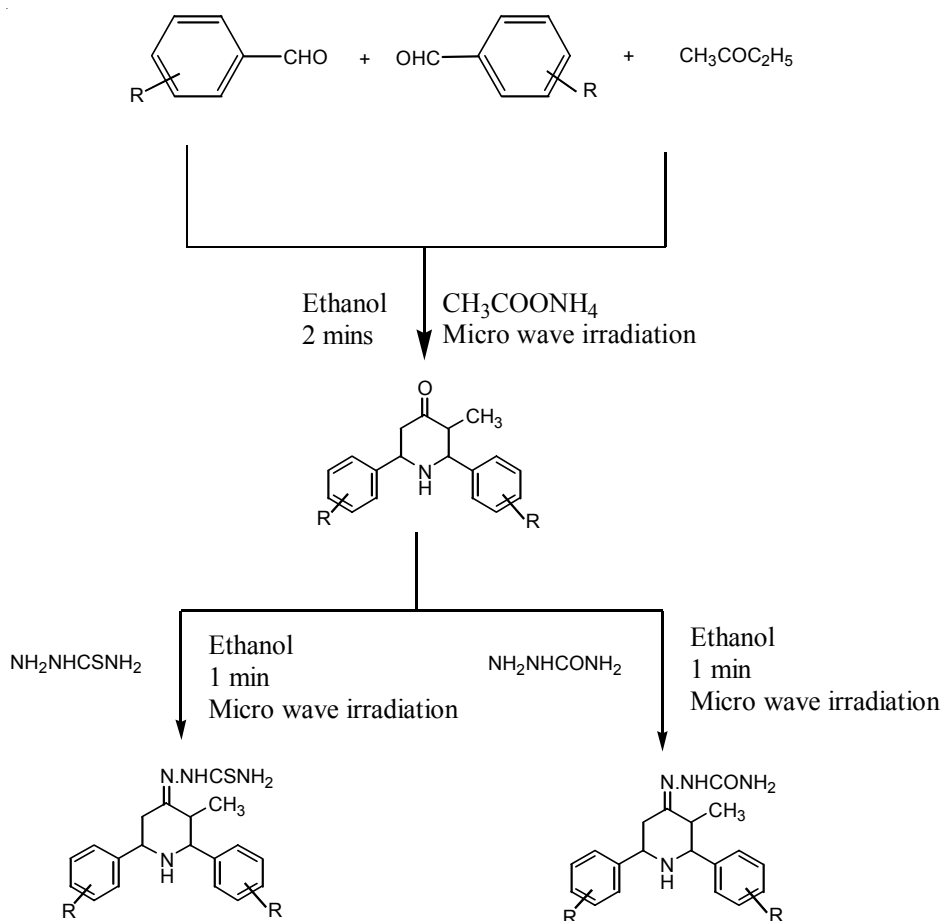 CHO + OHC + CH₃COC₂H₅
R R
Ethanol CH₃COONH₄
2 mins Micro wave irradiation
O
CH₃
N
H
R R
NH₂NHCSNH₂ Ethanol
1 min
Micro wave irradiation
NH₂NHCONH₂ Ethanol
1 min
Micro wave irradiation
N.NHCSNH₂
CH₃
N
H
R R
N.NHCONH₂
CH₃
N
H
R R